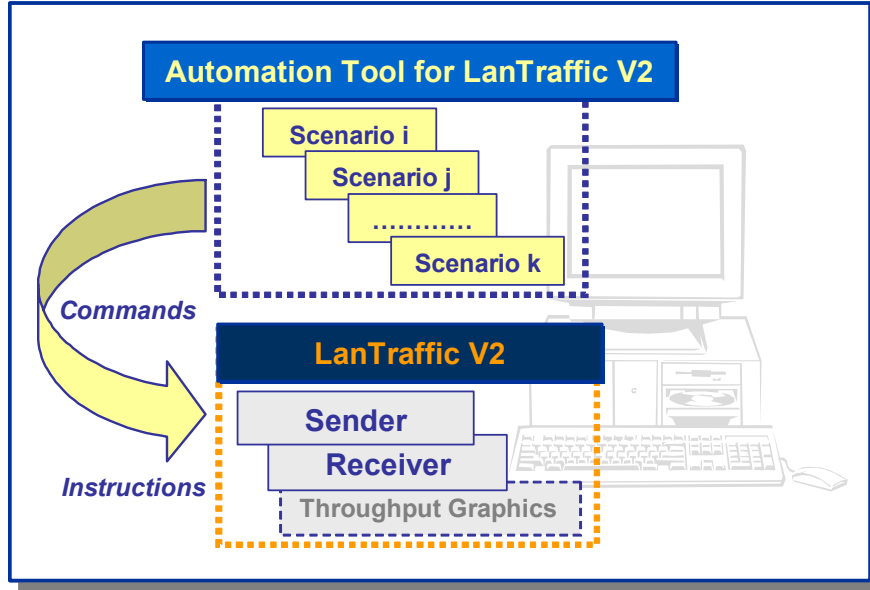 Automation Tool for LanTraffic V2
Scenario i
Scenario j
............
Scenario k
Commands
LanTraffic V2
Sender
Receiver
Instructions
Throughput Graphics